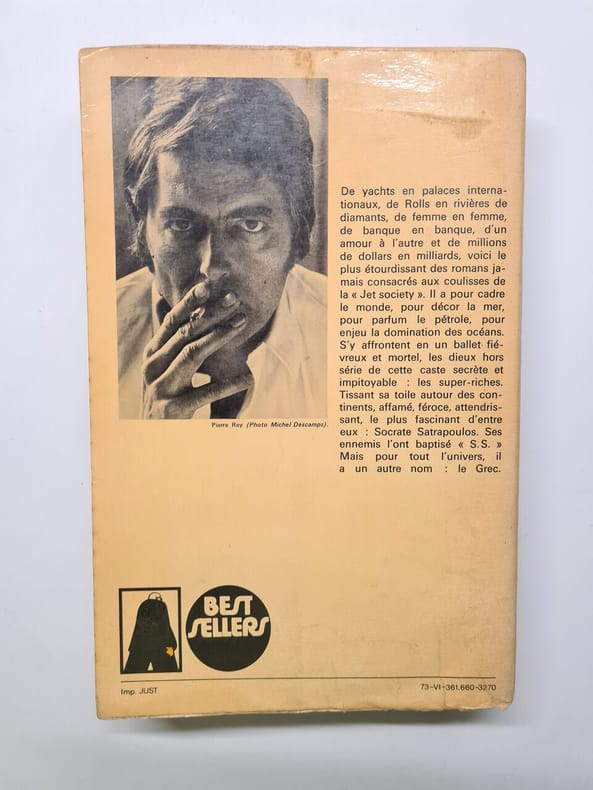 De yachts en palaces interna-
tionaux, de Rolls en rivières de
diamants, de femme en femme,
de banque en banque, d'un
amour à l'autre et de millions
de dollars en milliards, voici le
plus étourdissant des romans ja-
mais consacrés aux coulisses de
la « Jet society ». Il a pour cadre
le monde, pour décor la mer,
pour parfum le pétrole, pour
enjeu la domination des océans.
S'y affrontent en un ballet fié-
vreux et mortel, les dieux hors
série de cette caste secrète et
impitoyable : les super-riches.
Tissant sa toile autour des con-
tinents, affamé, féroce, attendris-
sant, le plus fascinant d'entre
eux : Socrate Satrapoulos. Ses
ennemis l'ont baptisé « S.S. »
Mais pour tout l'univers, il
a un autre nom : le Grec.
Pierre Rey (Photo Michel Descamps).
BEST
SELLERS
Imp. JUST
73-VI-361.660-3270